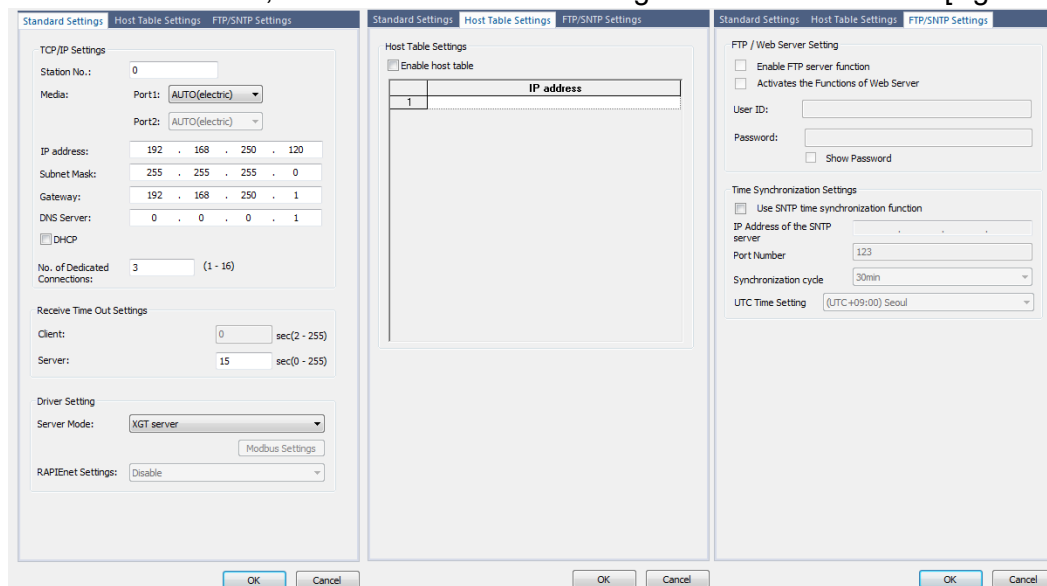 Standard Settings Host Table Settings FTP/SNTP Settings
TCP/IP Settings
Station No.: 0
Media: Port1: AUTO(electric)
Port2: AUTO(electric)
IP address: 192 . 168 . 250 . 120
Subnet Mask: 255 . 255 . 255 . 0
Gateway: 192 . 168 . 250 . 1
DNS Server: 0 . 0 . 0 . 1
DHCP
No. of Dedicated
Connections: 3 (1 - 16)
Receive Time Out Settings
Client: 0 sec(2 - 255)
Server: 15 sec(0 - 255)
Driver Setting
Server Mode: XGT server
Modbus Settings
RAPIEnet Settings: Disable
OK Cancel
Standard Settings Host Table Settings FTP/SNTP Settings
Host Table Settings
Enable host table
IP address
1
OK Cancel
Standard Settings Host Table Settings FTP/SNTP Settings
FTP / Web Server Setting
Enable FTP server function
Activates the Functions of Web Server
User ID:
Password:
Show Password
Time Synchronization Settings
Use SNTP time synchronization function
IP Address of the SNTP
server . . .
Port Number 123
Synchronization cycle 30min
UTC Time Setting (UTC+09:00) Seoul
OK Cancel